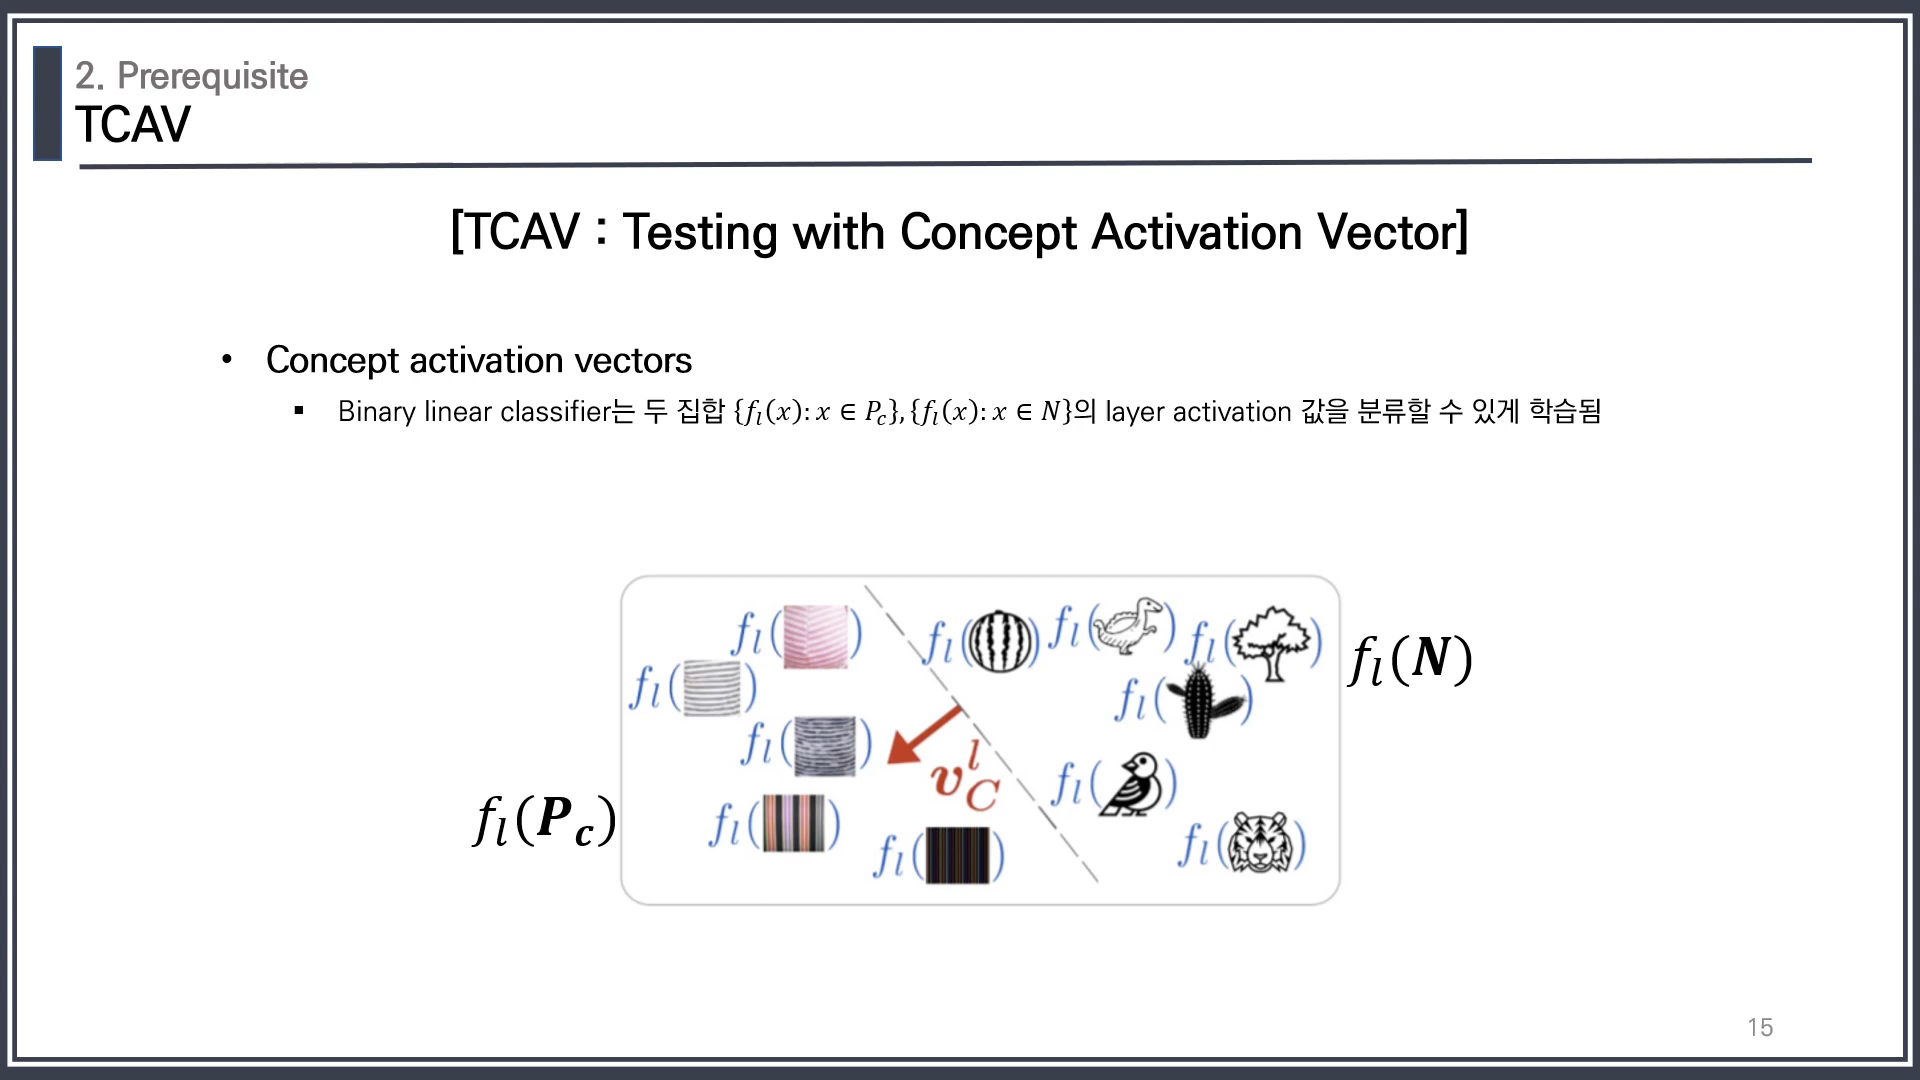 2. Prerequisite
TCAV
[TCAV : Testing with Concept Activation Vector]
• Concept activation vectors
▪ Binary linear classifier는 두 집합 {f_l(x): x ∈ P_c}, {f_l(x): x ∈ N}의 layer activation 값을 분류할 수 있게 학습됨
f_l( ) f_l( ) f_l( ) f_l( )
f_l( ) f_l( ) f_l(N)
f_l( ) v_C^l f_l( )
f_l(P_c) f_l( ) f_l( ) f_l( )
15